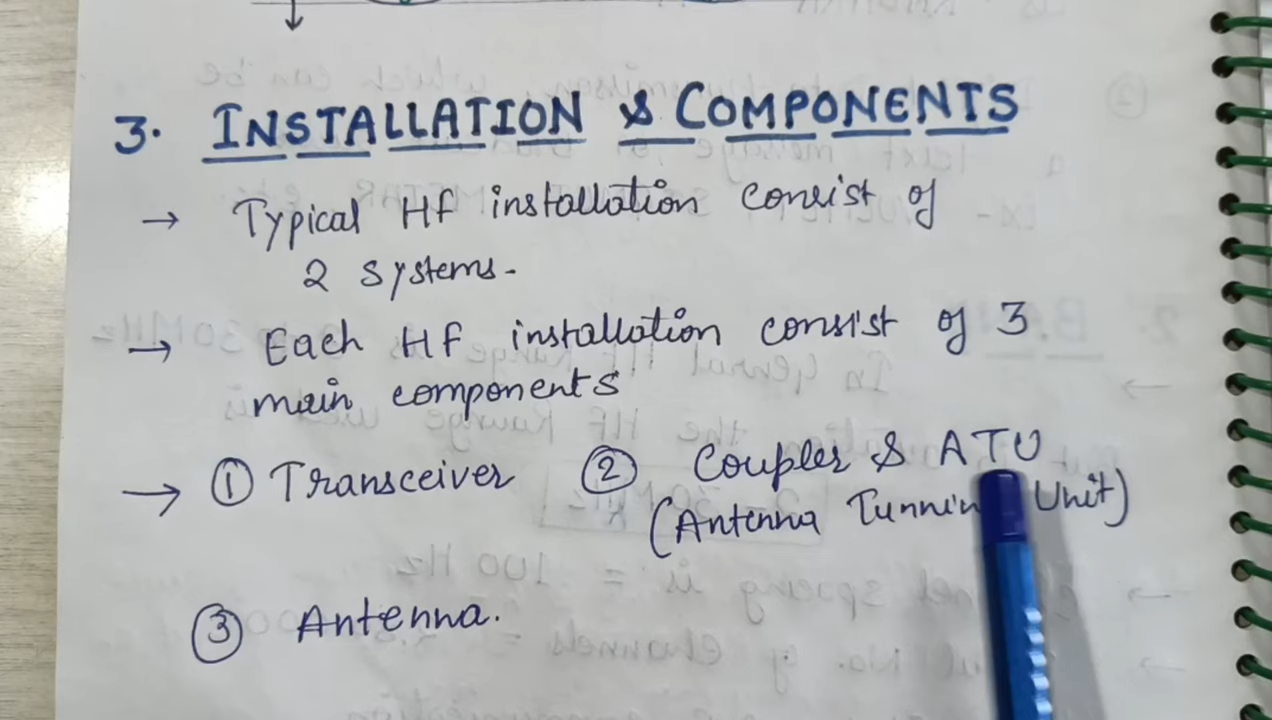 3. INSTALLATION & COMPONENTS
→ Typical Hf installation consist of
2 systems-
→ Each Hf installation consist of 3
main components
→ ① Transceiver ② Coupler & ATU
(Antenna Tunnin Unit)
③ Antenna.